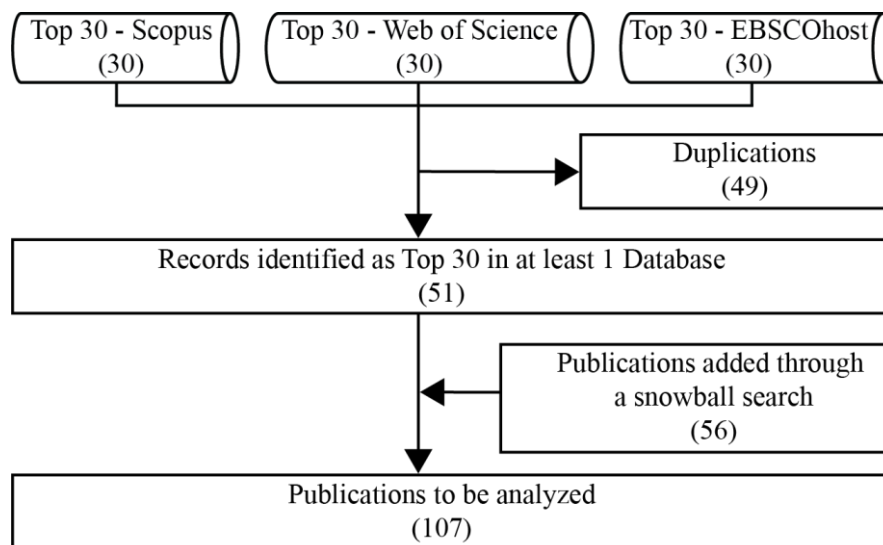 Top 30 - Scopus
(30)
Top 30 - Web of Science
(30)
Top 30 - EBSCOhost
(30)
Duplications
(49)
Records identified as Top 30 in at least 1 Database
(51)
Publications added through
a snowball search
(56)
Publications to be analyzed
(107)